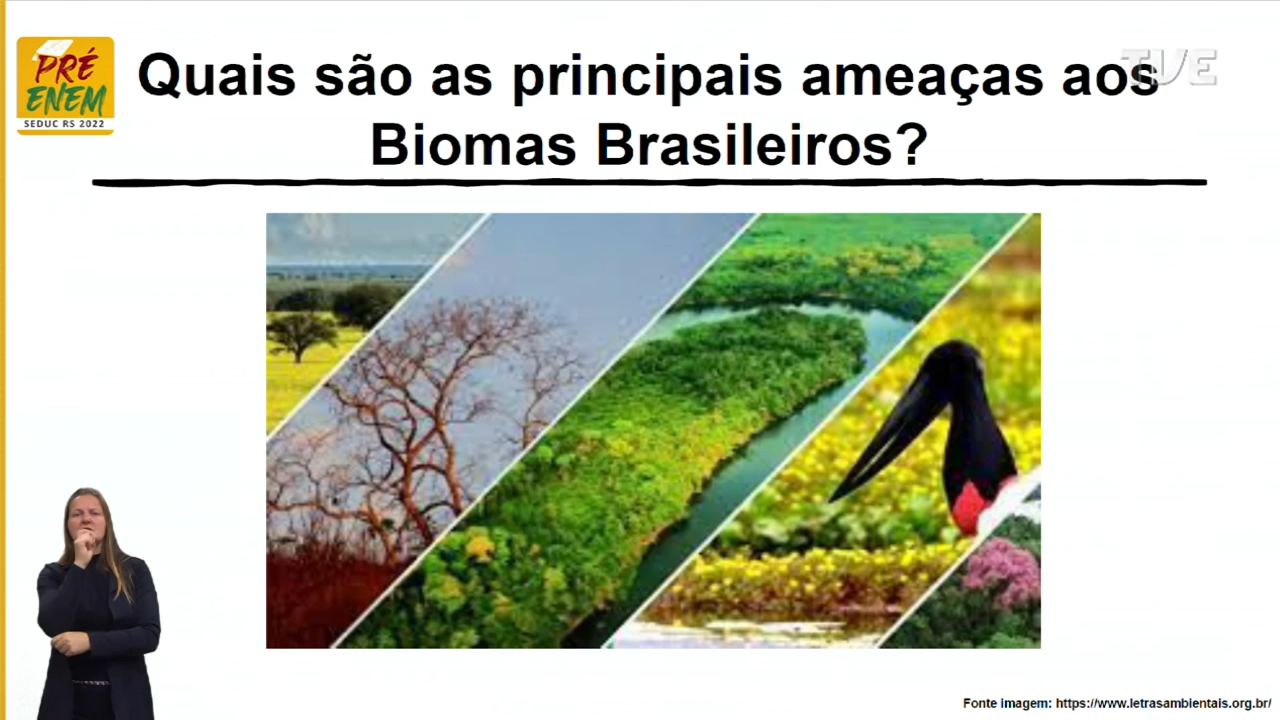 PRÉ
ENEM
SEDUC RS 2022
TVE
Quais são as principais ameaças aos
Biomas Brasileiros?
Fonte imagem: https://www.letrasambientais.org.br/